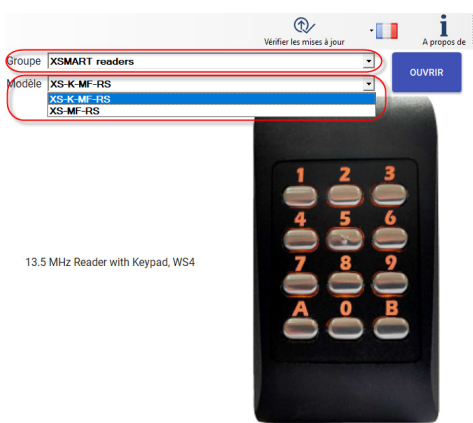 Vérifier les mises à jour
A propos de
Groupe XSMART readers
OUVRIR
Modèle XS-K-MF-RS
XS-K-MF-RS
XS-MF-RS
13.5 MHz Reader with Keypad, WS4
1 2 3
4 5 6
7 8 9
A 0 B